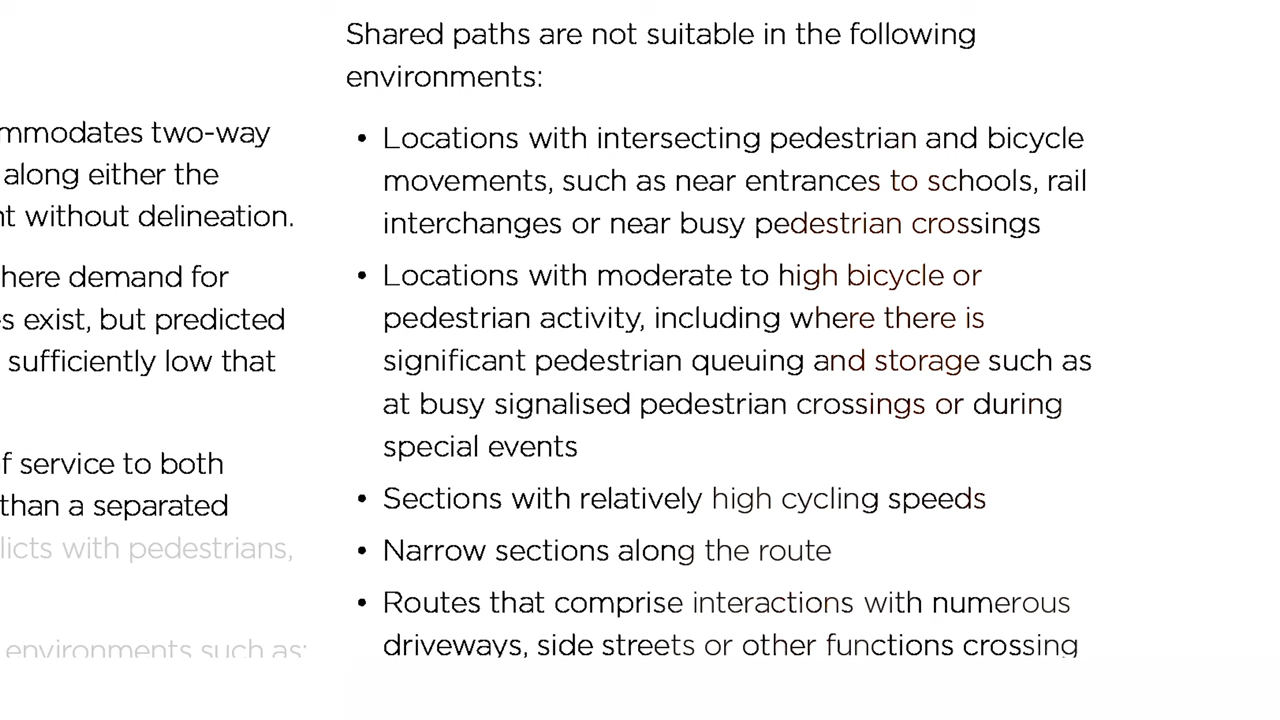 mmodates two-way
along either the
nt without delineation.
here demand for
s exist, but predicted
sufficiently low that
f service to both
than a separated
licts with pedestrians,
environments such as:
Shared paths are not suitable in the following
environments:
• Locations with intersecting pedestrian and bicycle
movements, such as near entrances to schools, rail
interchanges or near busy pedestrian crossings
• Locations with moderate to high bicycle or
pedestrian activity, including where there is
significant pedestrian queuing and storage such as
at busy signalised pedestrian crossings or during
special events
• Sections with relatively high cycling speeds
• Narrow sections along the route
• Routes that comprise interactions with numerous
driveways, side streets or other functions crossing